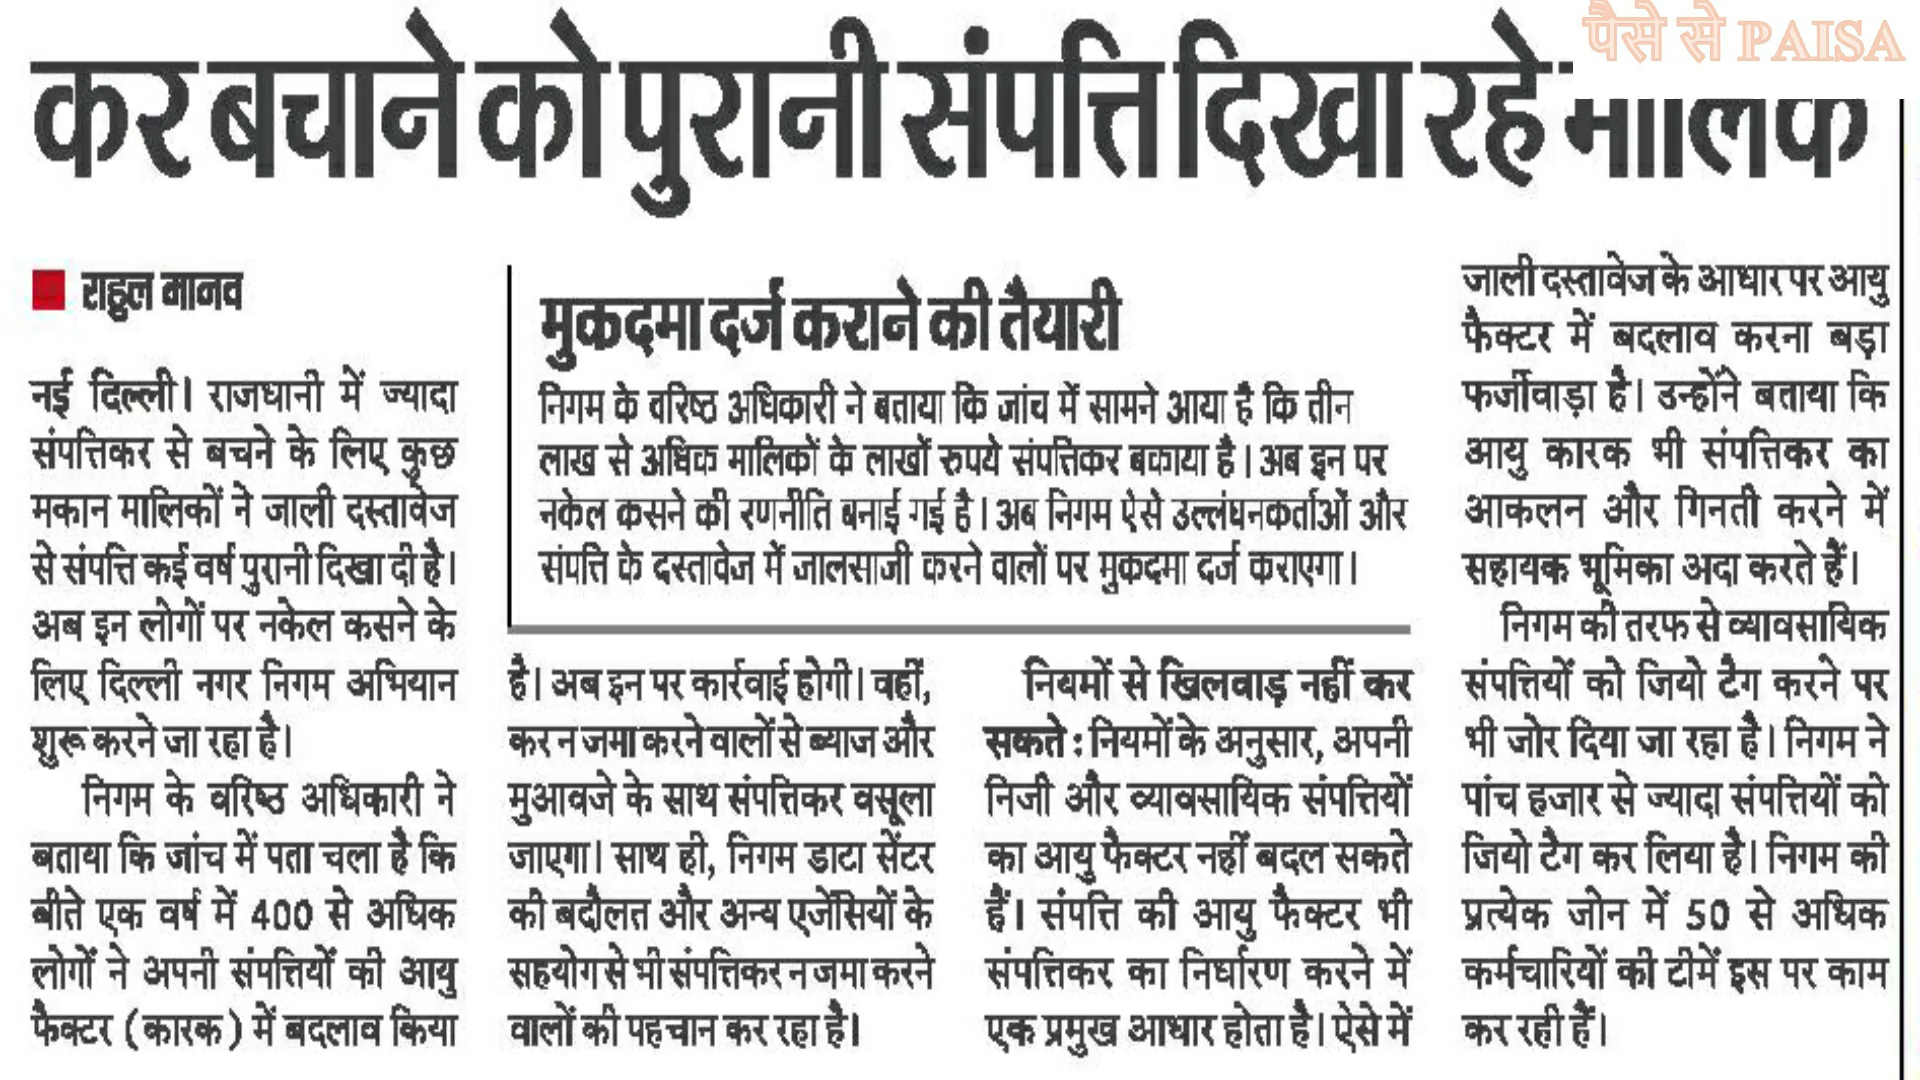 पैसे से PAISA
कर बचाने को पुरानी संपत्ति दिखा रहे मालिक
राहुल मानव
नई दिल्ली। राजधानी में ज्यादा
संपत्तिकर से बचने के लिए कुछ
मकान मालिकों ने जाली दस्तावेज
से संपत्ति कई वर्ष पुरानी दिखा दी है।
अब इन लोगों पर नकेल कसने के
लिए दिल्ली नगर निगम अभियान
शुरू करने जा रहा है।
निगम के वरिष्ठ अधिकारी ने
बताया कि जांच में पता चला है कि
बीते एक वर्ष में 400 से अधिक
लोगों ने अपनी संपत्तियों की आयु
फैक्टर (कारक) में बदलाव किया
मुकदमा दर्ज कराने की तैयारी
निगम के वरिष्ठ अधिकारी ने बताया कि जांच में सामने आया है कि तीन
लाख से अधिक मालिकों के लाखों रुपये संपत्तिकर बकाया है। अब इन पर
नकेल कसने की रणनीति बनाई गई है। अब निगम ऐसे उल्लंघनकर्ताओं और
संपत्ति के दस्तावेज में जालसाजी करने वालों पर मुकदमा दर्ज कराएगा।
है। अब इन पर कार्रवाई होगी। वहीं,
कर न जमा करने वालों से ब्याज और
मुआवजे के साथ संपत्तिकर वसूला
जाएगा। साथ ही, निगम डाटा सेंटर
की बदौलत और अन्य एजेंसियों के
सहयोग से भी संपत्तिकर न जमा करने
वालों की पहचान कर रहा है।
नियमों से खिलवाड़ नहीं कर
सकते : नियमों के अनुसार, अपनी
निजी और व्यावसायिक संपत्तियों
का आयु फैक्टर नहीं बदल सकते
हैं। संपत्ति की आयु फैक्टर भी
संपत्तिकर का निर्धारण करने में
एक प्रमुख आधार होता है। ऐसे में
जाली दस्तावेज के आधार पर आयु
फैक्टर में बदलाव करना बड़ा
फर्जीवाड़ा है। उन्होंने बताया कि
आयु कारक भी संपत्तिकर का
आकलन और गिनती करने में
सहायक भूमिका अदा करते हैं।
निगम की तरफ से व्यावसायिक
संपत्तियों को जियो टैग करने पर
भी जोर दिया जा रहा है। निगम ने
पांच हजार से ज्यादा संपत्तियों को
जियो टैग कर लिया है। निगम की
प्रत्येक जोन में 50 से अधिक
कर्मचारियों की टीमें इस पर काम
कर रही हैं।